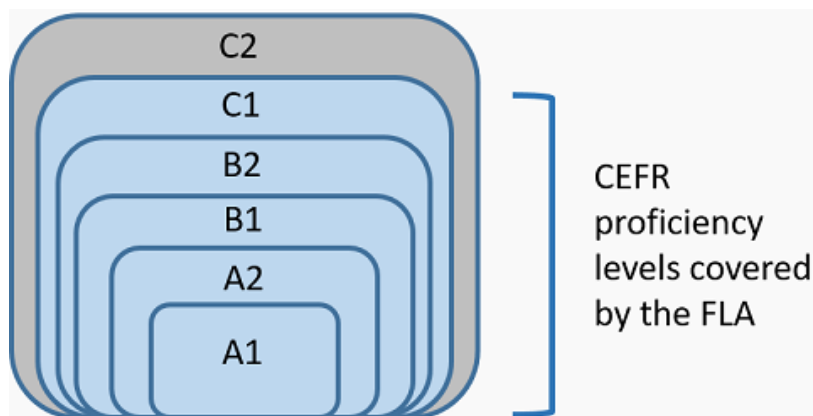 C2
C1
B2
B1
A2
A1
CEFR
proficiency
levels covered
by the FLA